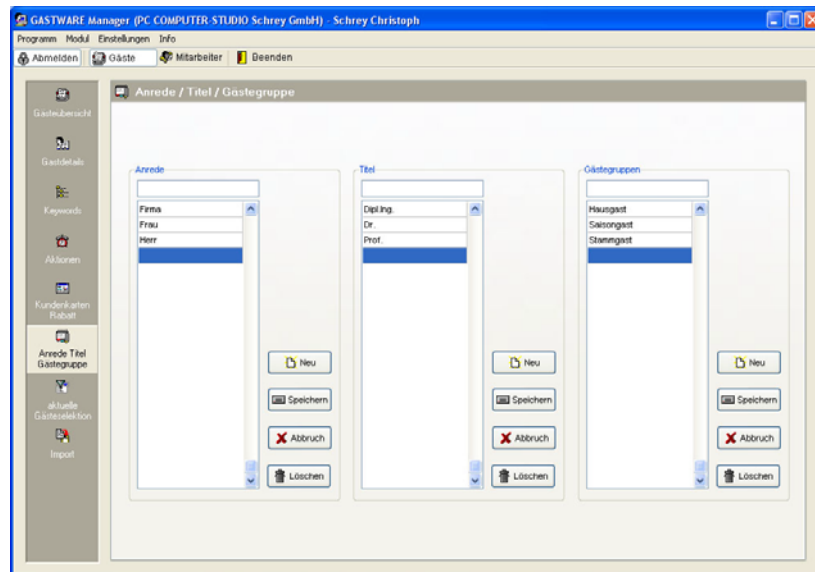 GASTWARE Manager (PC COMPUTER-STUDIO Schrey GmbH) - Schrey Christoph
Programm Modul Einstellungen Info
Abmelden Gäste Mitarbeiter Beenden
Gästeübersicht
Gastdetails
Keywords
Aktionen
Kundenkarten
Rabatt
Anrede Titel
Gästegruppe
aktuelle
Gästeselektion
Import
Anrede / Titel / Gästegruppe
Anrede
Firma
Frau
Herr
Neu
Speichern
Abbruch
Löschen
Titel
Dipl.Ing.
Dr.
Prof.
Neu
Speichern
Abbruch
Löschen
Gästegruppen
Hausgast
Saisongast
Stammgast
Neu
Speichern
Abbruch
Löschen